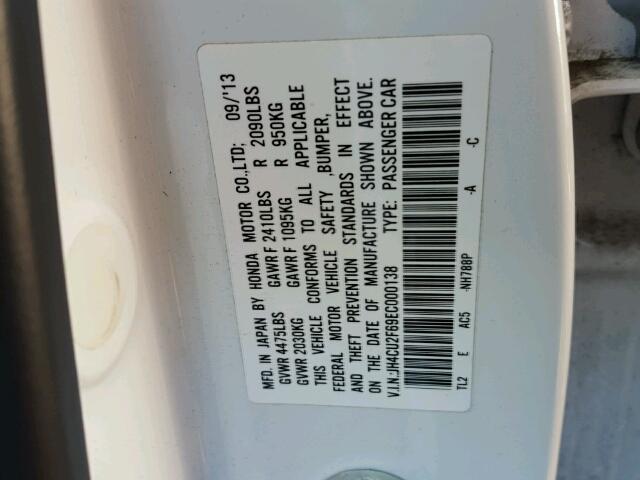 MFD. IN JAPAN BY HONDA MOTOR CO.,LTD; 09/'13
GVWR 4475LBS GAWR F 2410LBS R 2090LBS
GVWR 2030KG GAWR F 1095KG R 950KG
THIS VEHICLE CONFORMS TO ALL APPLICABLE
FEDERAL MOTOR VEHICLE SAFETY ,BUMPER,
AND THEFT PREVENTION STANDARDS IN EFFECT
ON THE DATE OF MANUFACTURE SHOWN ABOVE.
V.I.N.:JH4CU2F69EC000138 TYPE: PASSENGER CAR
TL2 E AC5 -NH788P -A -C